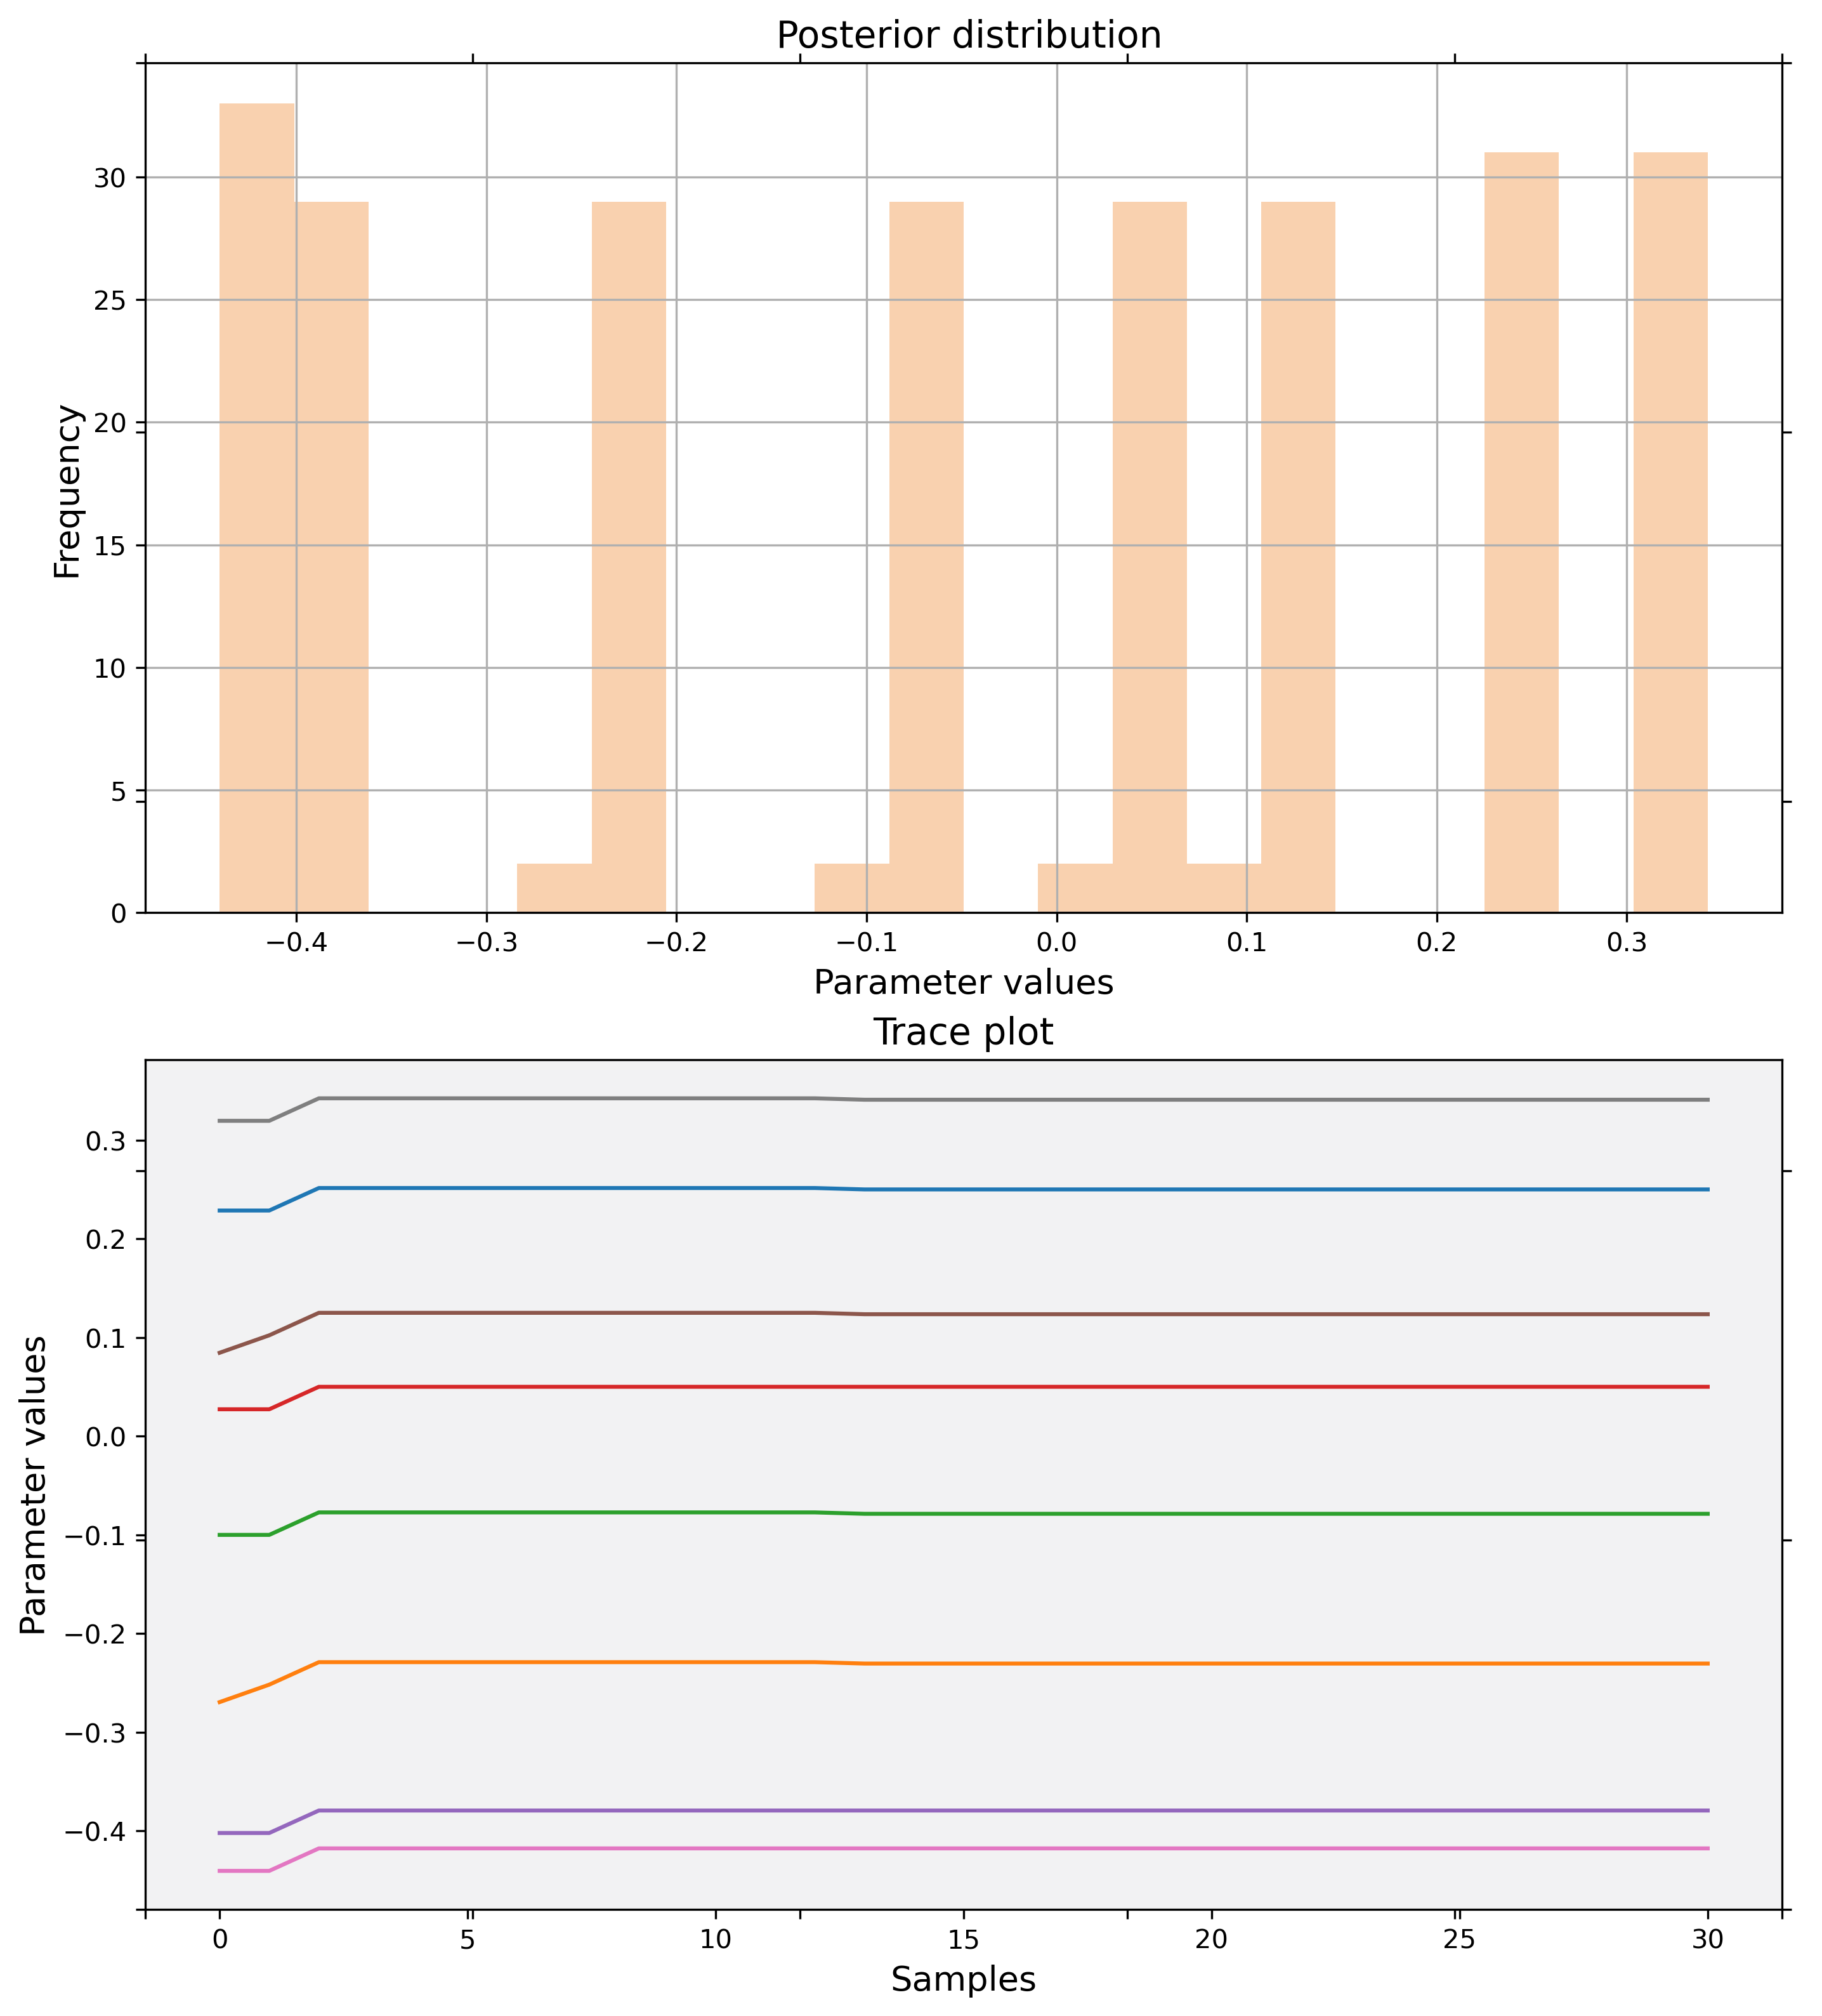 Posterior distribution
30
25
20
15
10
5
0
Frequency
−0.4 −0.3 −0.2 −0.1 0.0 0.1 0.2 0.3
Parameter values
Trace plot
0.3
0.2
0.1
0.0
−0.1
−0.2
−0.3
−0.4
Parameter values
0 5 10 15 20 25 30
Samples